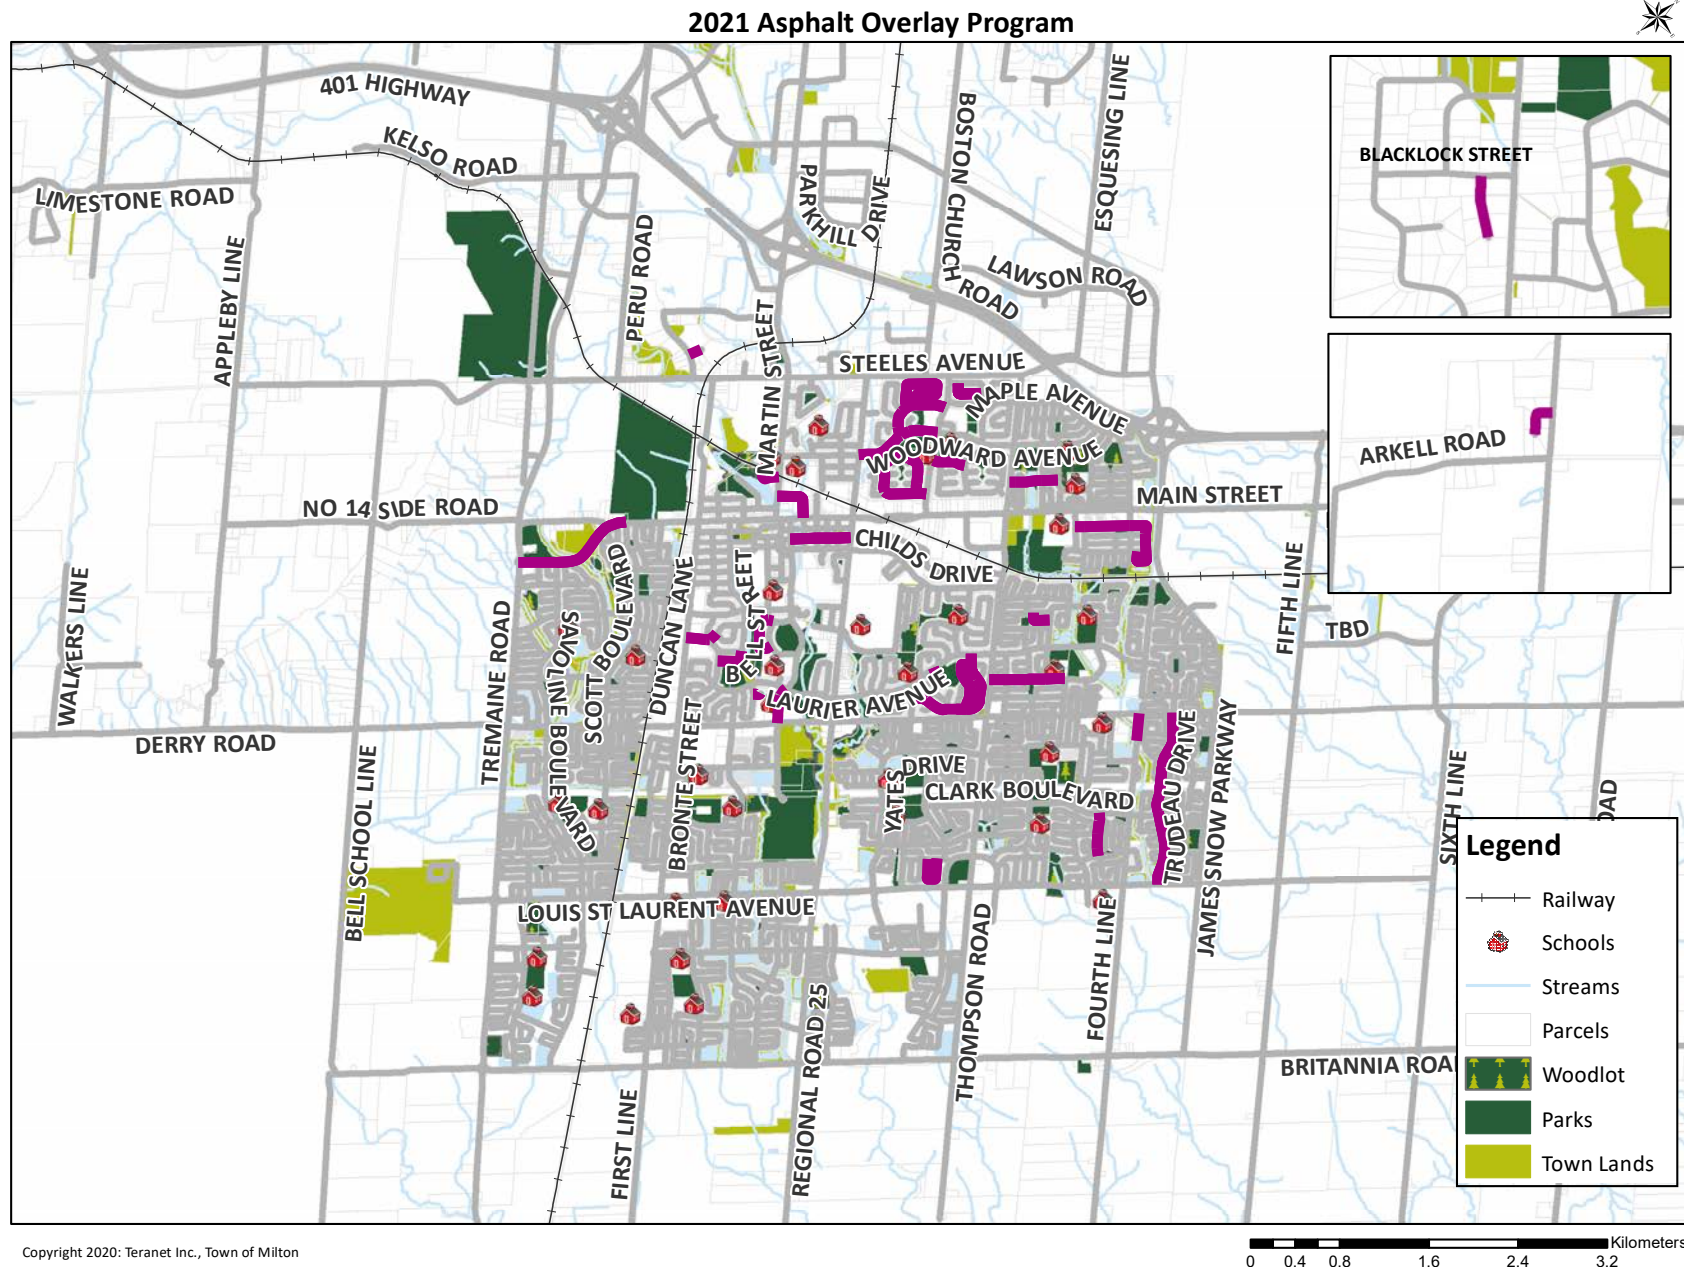 2021 Asphalt Overlay Program
401 HIGHWAY
KELSO ROAD
LIMESTONE ROAD
APPLEBY LINE
PERU ROAD
PARKHILL DRIVE
BOSTON CHURCH ROAD
ESQUESING LINE
LAWSON ROAD
MARTIN STREET
STEELES AVENUE
MAPLE AVENUE
WOODWARD AVENUE
MAIN STREET
NO 14 SIDE ROAD
CHILDS DRIVE
BLACKLOCK STREET
ARKELL ROAD
WALKERS LINE
TREMAINE ROAD
SAVOLINE BOULEVARD
SCOTT BOULEVARD
DUNCAN LANE
BELL STREET
LAURIER AVENUE
FIFTH LINE
TBD
DERRY ROAD
BELL SCHOOL LINE
BRONTE STREET
YATES DRIVE
CLARK BOULEVARD
TRUDEAU DRIVE
JAMES SNOW PARKWAY
SIXTH LINE
OAD
LOUIS ST LAURENT AVENUE
FIRST LINE
REGIONAL ROAD 25
THOMPSON ROAD
FOURTH LINE
BRITANNIA ROA
Legend
Railway
Schools
Streams
Parcels
Woodlot
Parks
Town Lands
Copyright 2020: Teranet Inc., Town of Milton
Kilometers
0 0.4 0.8 1.6 2.4 3.2